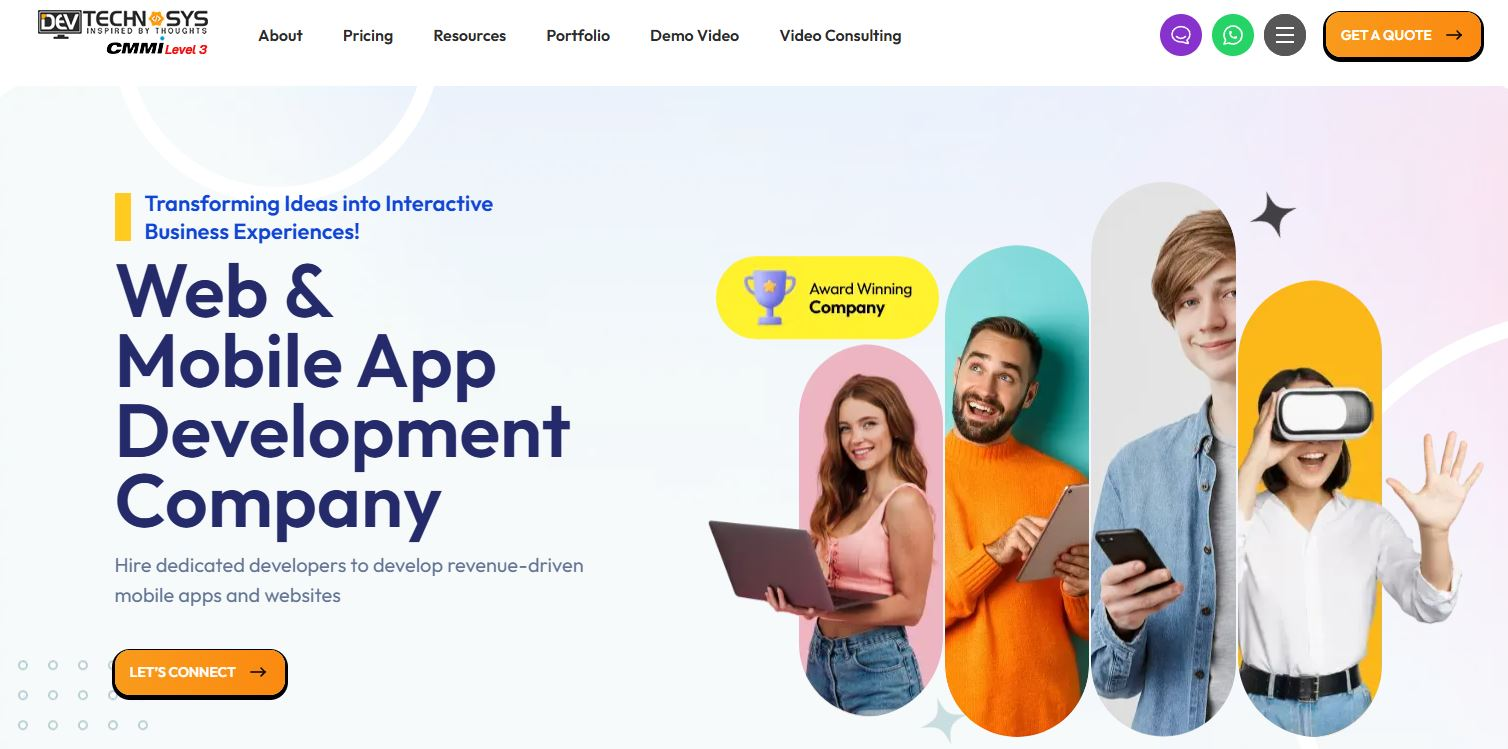 DEV TECHNOSYS
INSPIRED BY THOUGHTS
CMMI Level 3
About
Pricing
Resources
Portfolio
Demo Video
Video Consulting
GET A QUOTE
Transforming Ideas into Interactive
Business Experiences!
Web &
Mobile App
Development
Company
Hire dedicated developers to develop revenue-driven
mobile apps and websites
LET'S CONNECT
Award Winning
Company